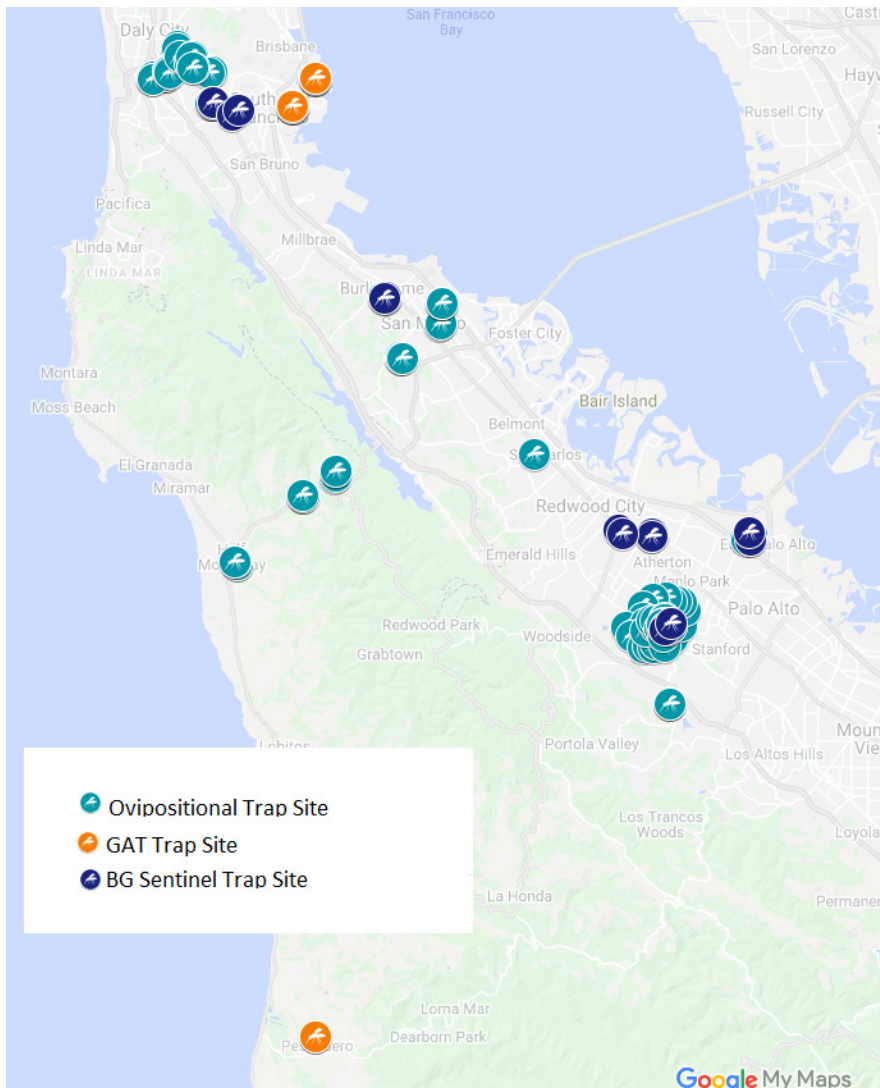 San Francisco
Bay
Daly City
Brisbane
San Lorenzo
Russell City
San Bruno
Pacifica
Linda Mar
LINDA MAR
Millbrae
Foster City
Montara
Moss Beach
Bair Island
Belmont
El Granada
Miramar
Redwood City
Emerald Hills
Atherton
Menlo Park
Palo Alto
Redwood Park
Woodside
Stanford
Grabtown
Portola Valley
Los Altos Hills
Lobitos
Los Trancos
Woods
Ovipositional Trap Site
GAT Trap Site
BG Sentinel Trap Site
La Honda
Loma Mar
Dearborn Park
Google My Maps